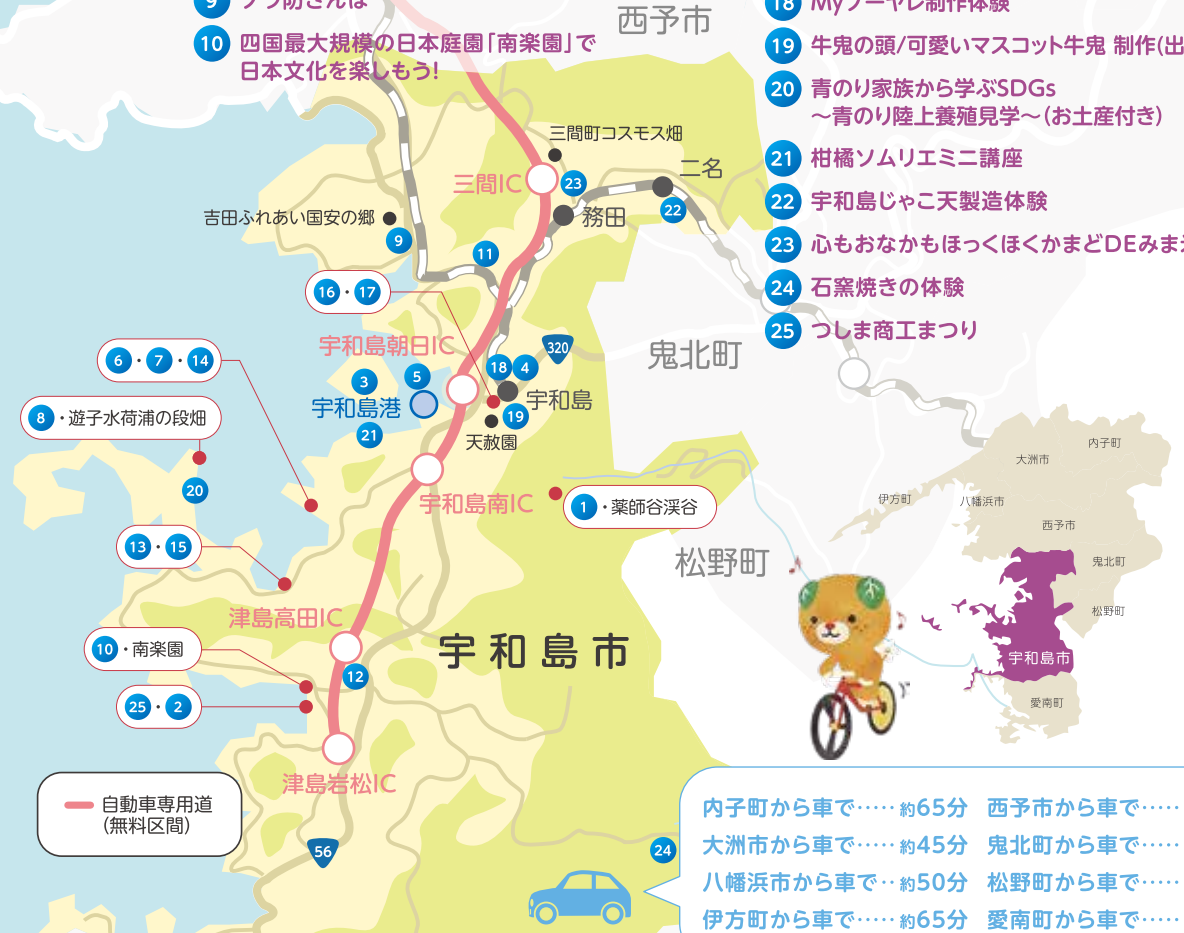 9
10 四国最大規模の日本庭園「南楽園」で
日本文化を楽しもう!
西予市
18 Myブーヤレ制作体験
19 牛鬼の頭/可愛いマスコット牛鬼 制作(出
20 青のり家族から学ぶSDGs
～青のり陸上養殖見学～(お土産付き)
21 柑橘ソムリエミニ講座
22 宇和島じゃこ天製造体験
23 心もおなかもほっくほくかまどDEみま
24 石窯焼きの体験
25 つしま商工まつり
三間町コスモス畑
二名
三間IC
23
務田
22
吉田ふれあい国安の郷
9
11
16・17
宇和島朝日IC
320
鬼北町
6・7・14
18 4
3
5
宇和島港
宇和島
19
21
天赦園
8・遊子水荷浦の段畑
20
宇和島南IC
1・薬師谷渓谷
松野町
13・15
津島高田IC
宇和島市
10・南楽園
12
25・2
津島岩松IC
自動車専用道
(無料区間)
56
24
内子町
大洲市
伊方町
八幡浜市
西予市
鬼北町
松野町
宇和島市
愛南町
内子町から車で…… 約65分 西予市から車で……
大洲市から車で…… 約45分 鬼北町から車で……
八幡浜市から車で‥ 約50分 松野町から車で……
伊方町から車で…… 約65分 愛南町から車で……